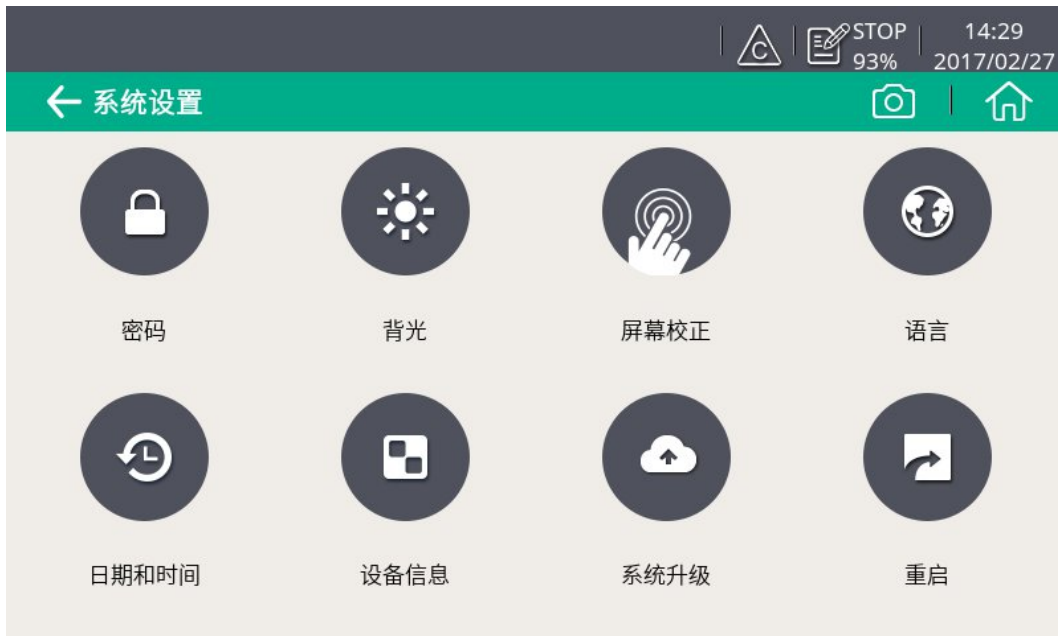 STOP 14:29
C 93% 2017/02/27
系统设置
密码 背光 屏幕校正 语言
日期和时间 设备信息 系统升级 重启